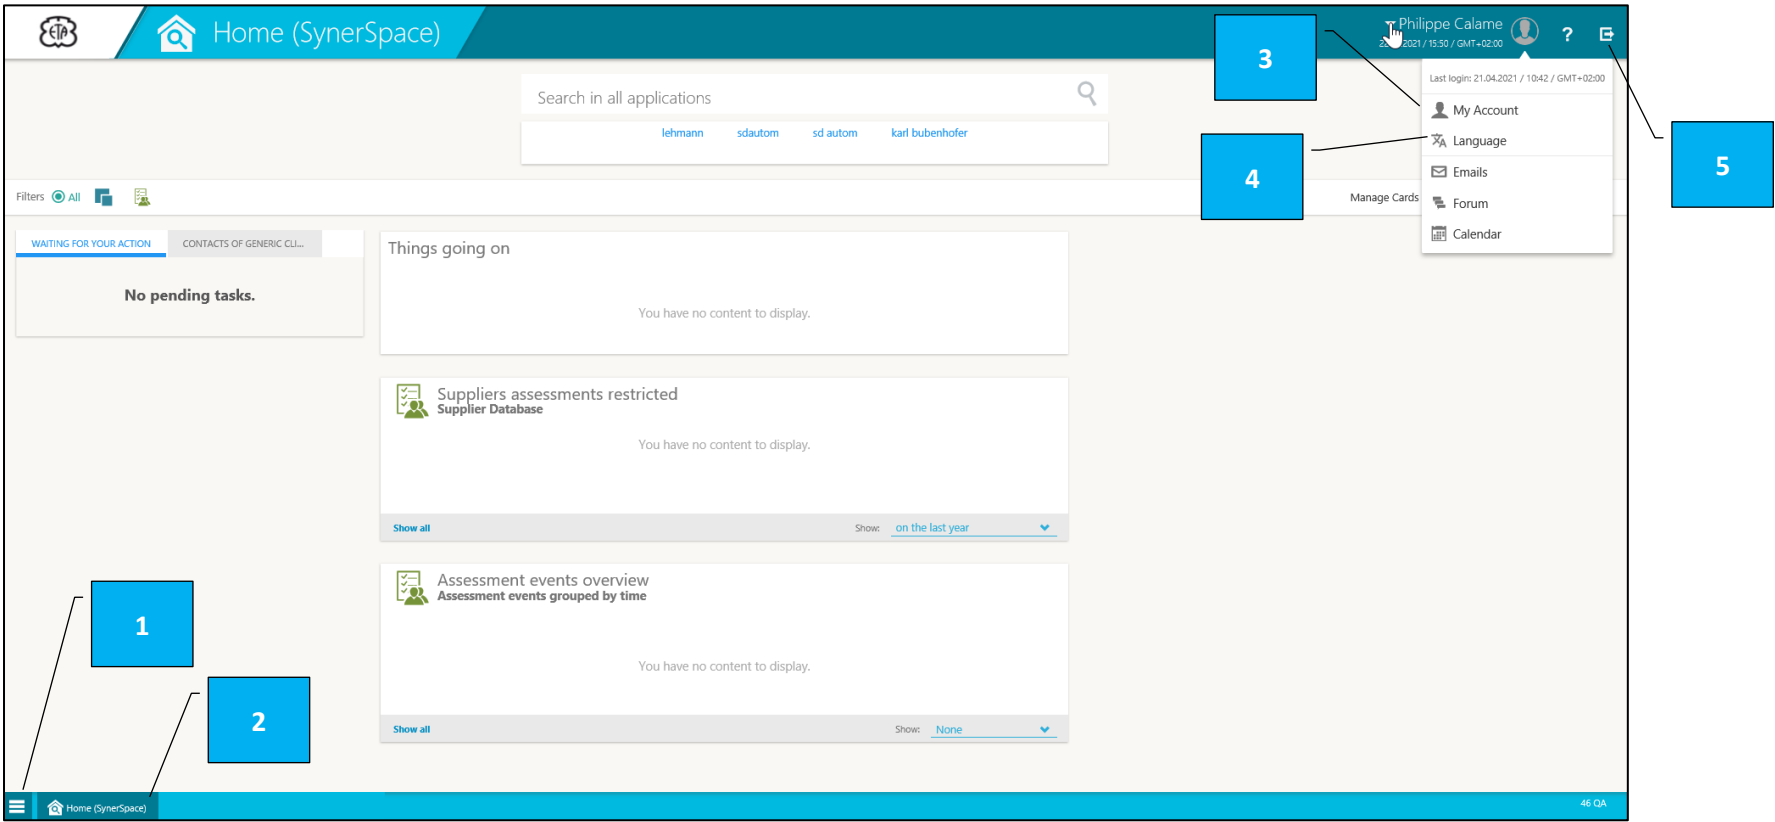 ETA
Home (SynerSpace)
Philippe Calame
2021 / 15:50 / GMT+02:00
?
3
Last login: 21.04.2021 / 10:42 / GMT+02:00
Search in all applications
My Account
lehmann sdautom sd autom karl bubenhofer
Language
4
5
Emails
Filters All
Manage Cards
Forum
Calendar
WAITING FOR YOUR ACTION CONTACTS OF GENERIC CLI...
Things going on
No pending tasks.
You have no content to display.
Suppliers assessments restricted
Supplier Database
You have no content to display.
Show all Show: on the last year
Assessment events overview
Assessment events grouped by time
1
You have no content to display.
2
Show all Show: None
Home (SynerSpace)
46 QA